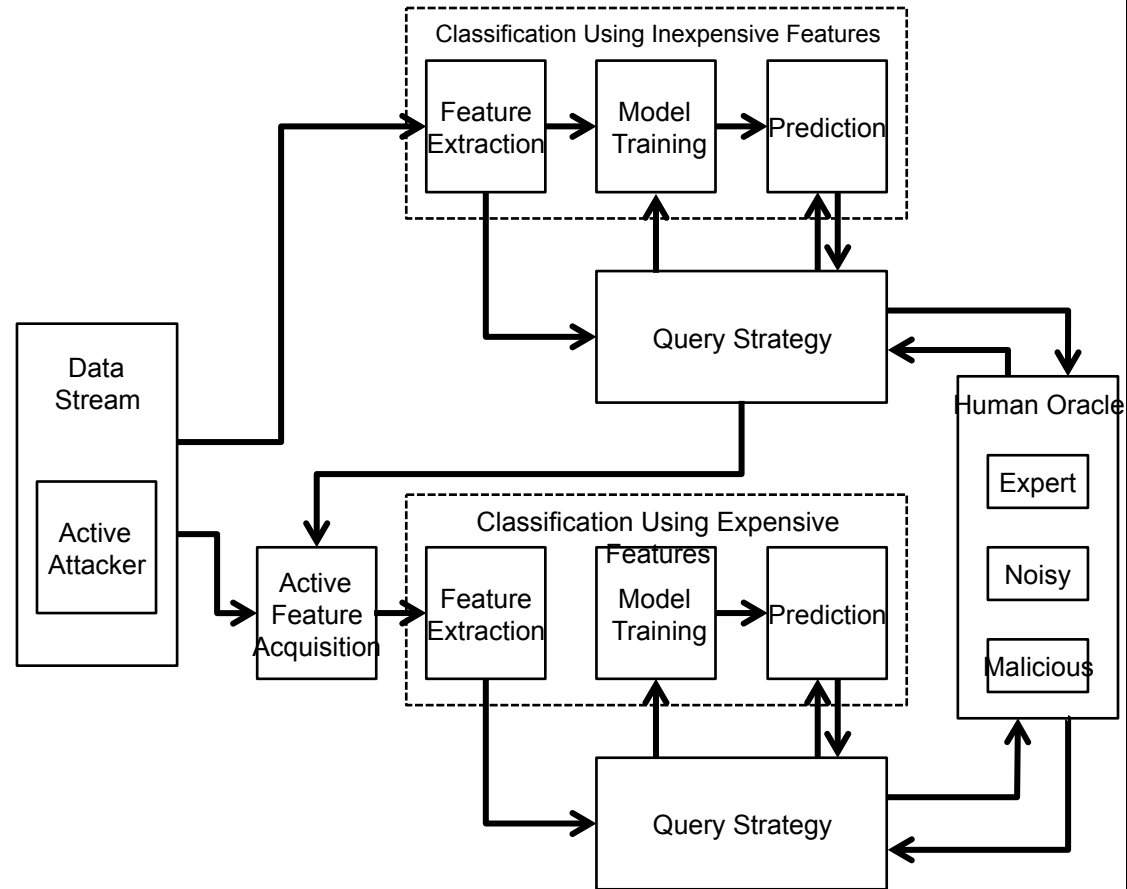 Classification Using Inexpensive Features
Feature
Extraction
Model
Training
Prediction
Query Strategy
Data
Stream
Active
Attacker
Human Oracle
Expert
Noisy
Malicious
Active
Feature
Acquisition
Classification Using Expensive
Features
Feature
Extraction
Model
Training
Prediction
Query Strategy